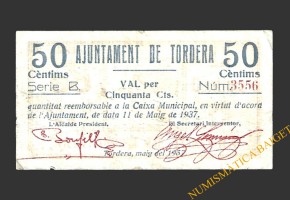 50 AJUNTAMENT DE TORDERA 50
Cèntims VAL per Cèntims
Serie B. Cinquanta Cts. Núm. 3556
quantitat reemborsable a la Caixa Municipal, en virtut d'acord
de l'Ajuntament, de data 11 de Maig de 1937.
L'Alcalde President, El Secretari Interventor,
Tordera, maig del 1937
NUMISMÀTICA BAIGET